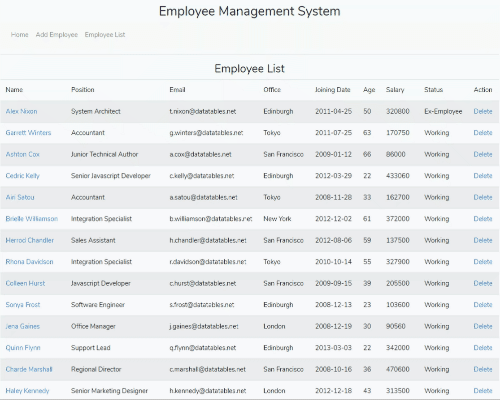 Employee Management System
Home Add Employee Employee List
Employee List
Name Position Email Office Joining Date Age Salary Status Action
Alex Nixon System Architect t.nixon@datatables.net Edinburgh 2011-04-25 50 320800 Ex-Employee Delete
Garrett Winters Accountant g.winters@datatables.net Tokyo 2011-07-25 63 170750 Working Delete
Ashton Cox Junior Technical Author a.cox@datatables.net San Francisco 2009-01-12 66 86000 Working Delete
Cedric Kelly Senior Javascript Developer c.kelly@datatables.net Edinburgh 2012-03-29 22 433060 Working Delete
Airi Satou Accountant a.satou@datatables.net Tokyo 2008-11-28 33 162700 Working Delete
Brielle Williamson Integration Specialist b.williamson@datatables.net New York 2012-12-02 61 372000 Working Delete
Herrod Chandler Sales Assistant h.chandler@datatables.net San Francisco 2012-08-06 59 137500 Working Delete
Rhona Davidson Integration Specialist r.davidson@datatables.net Tokyo 2010-10-14 55 327900 Working Delete
Colleen Hurst Javascript Developer c.hurst@datatables.net San Francisco 2009-09-15 39 205500 Working Delete
Sonya Frost Software Engineer s.frost@datatables.net Edinburgh 2008-12-13 23 103600 Working Delete
Jena Gaines Office Manager j.gaines@datatables.net London 2008-12-19 30 90560 Working Delete
Quinn Flynn Support Lead q.flynn@datatables.net Edinburgh 2013-03-03 22 342000 Working Delete
Charde Marshall Regional Director c.marshall@datatables.net San Francisco 2008-10-16 36 470600 Working Delete
Haley Kennedy Senior Marketing Designer h.kennedy@datatables.net London 2012-12-18 43 313500 Working Delete